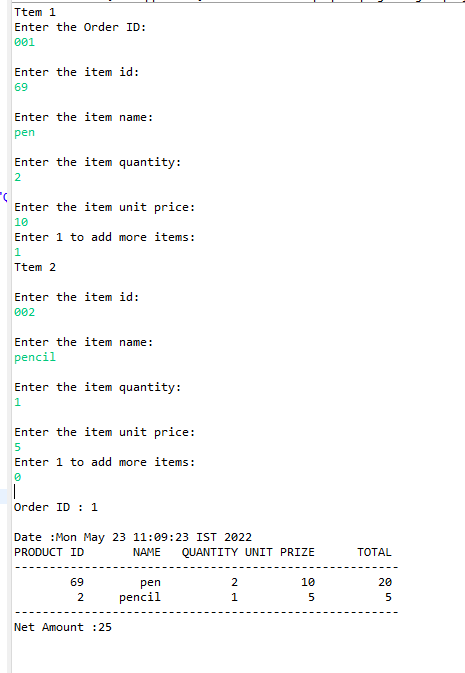 Ttem 1
Enter the Order ID:
001
Enter the item id:
69
Enter the item name:
pen
Enter the item quantity:
2
Enter the item unit price:
10
Enter 1 to add more items:
1
Ttem 2
Enter the item id:
002
Enter the item name:
pencil
Enter the item quantity:
1
Enter the item unit price:
5
Enter 1 to add more items:
0
Order ID : 1
Date :Mon May 23 11:09:23 IST 2022
PRODUCT ID NAME QUANTITY UNIT PRIZE TOTAL
-------------------------------------------------------
69 pen 2 10 20
2 pencil 1 5 5
-------------------------------------------------------
Net Amount :25